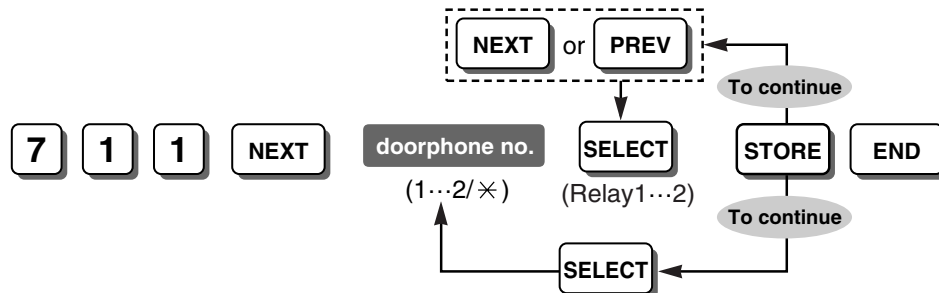 NEXT or PREV
To continue
7 1 1 NEXT doorphone no. SELECT STORE END
(1···2/✳) (Relay1···2)
To continue
SELECT